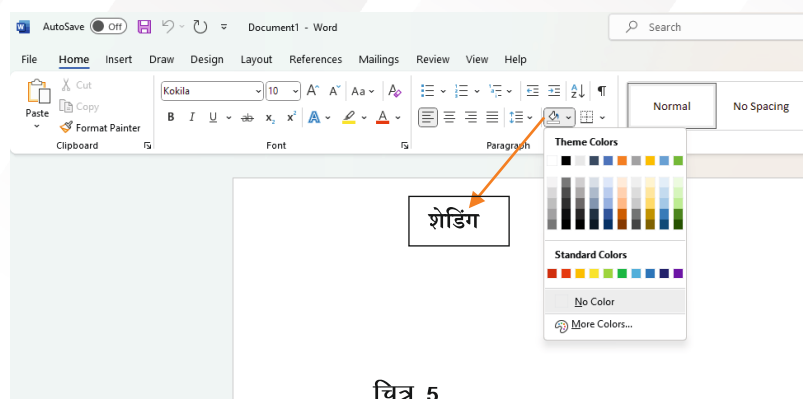 AutoSave Off Document1 - Word Search
File Home Insert Draw Design Layout References Mailings Review View Help
Paste
Cut
Copy
Format Painter
Clipboard
Kokila 10 A A Aa A
B I U ab x₂ x² A A
Font
Paragraph
Normal No Spacing
Theme Colors
Standard Colors
No Color
More Colors...
शेडिंग
चित्र 5